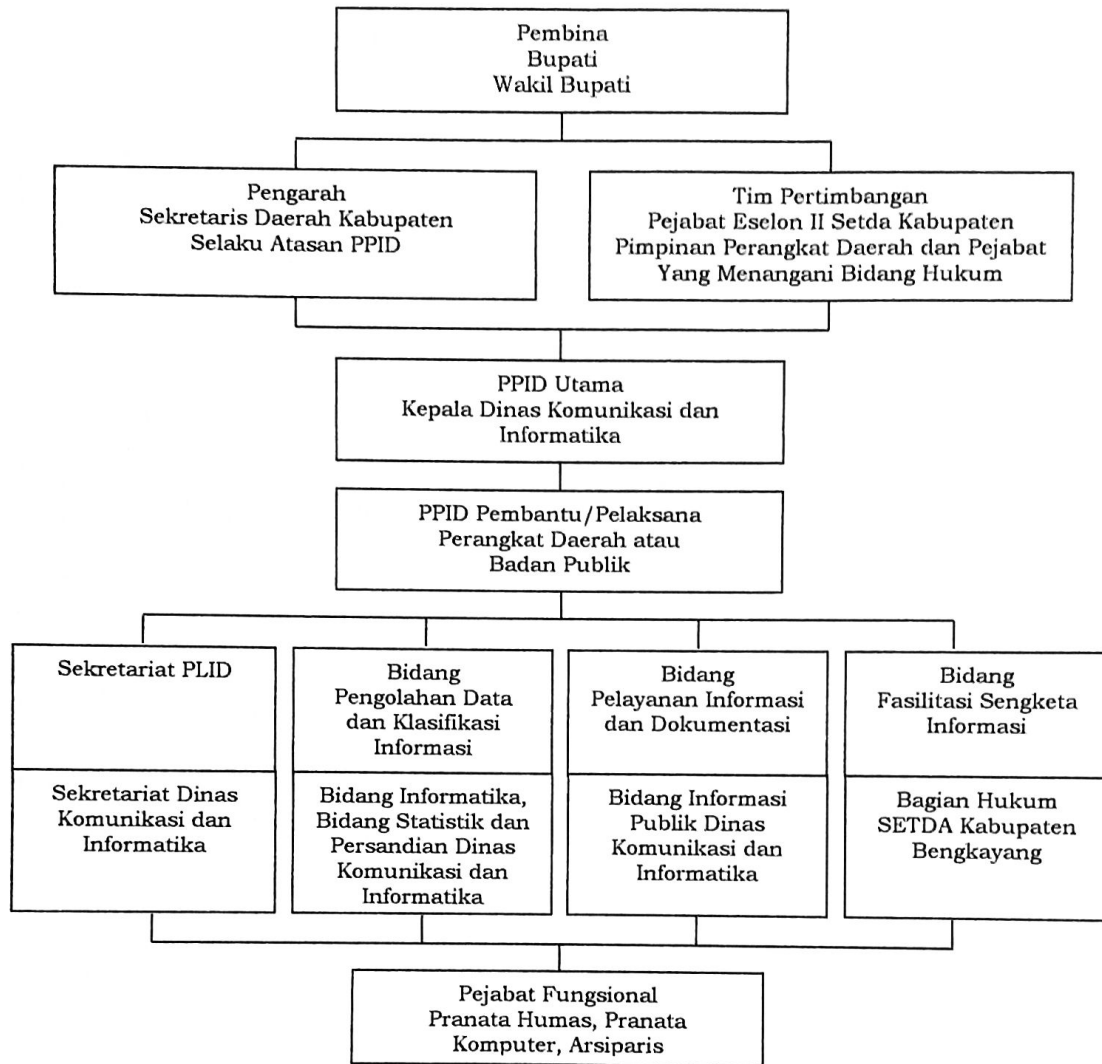 Pembina
Bupati
Wakil Bupati
Pengarah
Sekretaris Daerah Kabupaten
Selaku Atasan PPID
Tim Pertimbangan
Pejabat Eselon II Setda Kabupaten
Pimpinan Perangkat Daerah dan Pejabat
Yang Menangani Bidang Hukum
PPID Utama
Kepala Dinas Komunikasi dan
Informatika
PPID Pembantu/Pelaksana
Perangkat Daerah atau
Badan Publik
Sekretariat PLID
Bidang
Pengolahan Data
dan Klasifikasi
Informasi
Bidang
Pelayanan Informasi
dan Dokumentasi
Bidang
Fasilitasi Sengketa
Informasi
Sekretariat Dinas
Komunikasi dan
Informatika
Bidang Informatika,
Bidang Statistik dan
Persandian Dinas
Komunikasi dan
Informatika
Bidang Informasi
Publik Dinas
Komunikasi dan
Informatika
Bagian Hukum
SETDA Kabupaten
Bengkayang
Pejabat Fungsional
Pranata Humas, Pranata
Komputer, Arsiparis